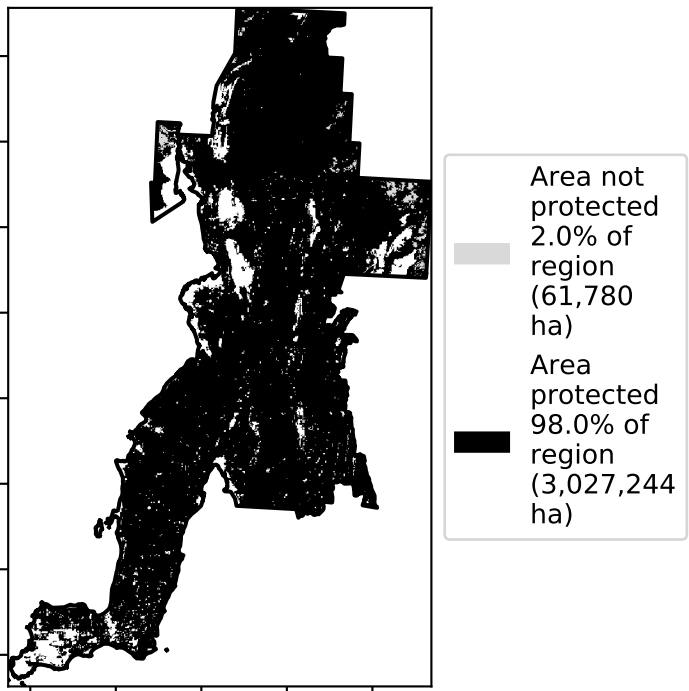 Area not
protected
2.0% of
region
(61,780
ha)
Area
protected
98.0% of
region
(3,027,244
ha)